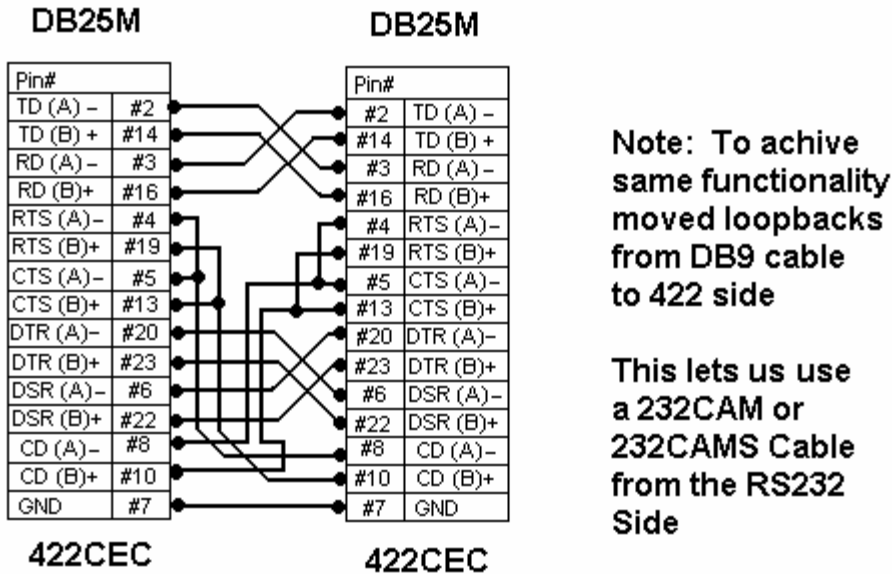 DB25M
Pin#
TD (A) – #2
TD (B) + #14
RD (A) – #3
RD (B)+ #16
RTS (A)– #4
RTS (B)+ #19
CTS (A)– #5
CTS (B)+ #13
DTR (A)– #20
DTR (B)+ #23
DSR (A)– #6
DSR (B)+ #22
CD (A)– #8
CD (B)+ #10
GND #7
422CEC
DB25M
Pin#
#2 TD (A) –
#14 TD (B) +
#3 RD (A) –
#16 RD (B)+
#4 RTS (A)–
#19 RTS (B)+
#5 CTS (A)–
#13 CTS (B)+
#20 DTR (A)–
#23 DTR (B)+
#6 DSR (A)–
#22 DSR (B)+
#8 CD (A)–
#10 CD (B)+
#7 GND
422CEC
Note: To achive
same functionality
moved loopbacks
from DB9 cable
to 422 side
This lets us use
a 232CAM or
232CAMS Cable
from the RS232
Side